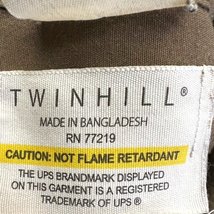 TWINHILL®
MADE IN BANGLADESH
RN 77219
CAUTION: NOT FLAME RETARDANT
THE UPS BRANDMARK DISPLAYED
ON THIS GARMENT IS A REGISTERED
TRADEMARK OF UPS ®